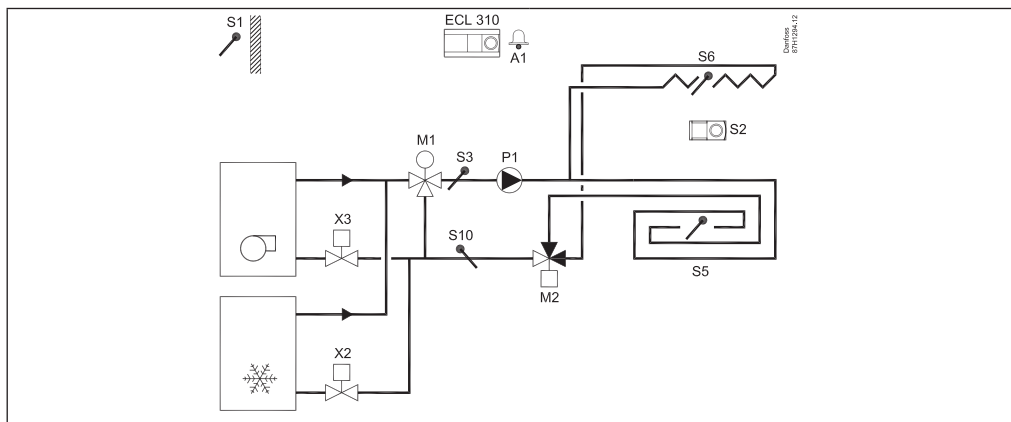 S1
ECL 310
A1
Danfoss
87H1294.12
S6
S2
M1
S3
P1
X3
S10
S5
M2
X2